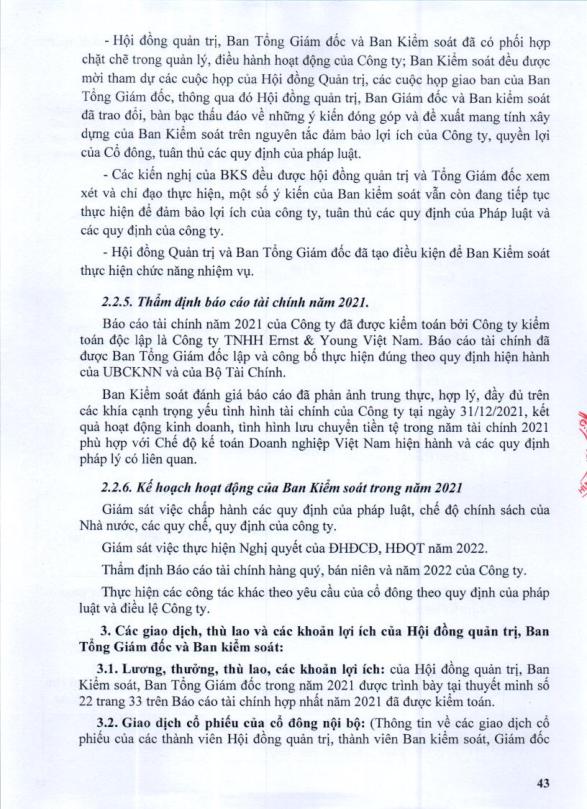 - Hội đồng quản trị, Ban Tổng Giám đốc và Ban Kiểm soát đã có phối hợp
chặt chẽ trong quản lý, điều hành hoạt động của Công ty; Ban Kiểm soát đều được
mời tham dự các cuộc họp của Hội đồng Quản trị, các cuộc họp giao ban của Ban
Tổng Giám đốc, thông qua đó Hội đồng quản trị, Ban Giám đốc và Ban kiểm soát
đã trao đổi, bàn bạc thấu đáo về những ý kiến đóng góp và đề xuất mang tính xây
dựng của Ban Kiểm soát trên nguyên tắc đảm bảo lợi ích của Công ty, quyền lợi
của Cổ đông, tuân thủ các quy định của pháp luật.
- Các kiến nghị của BKS đều được hội đồng quản trị và Tổng Giám đốc xem
xét và chỉ đạo thực hiện, một số ý kiến của Ban kiểm soát vẫn còn đang tiếp tục
thực hiện để đảm bảo lợi ích của công ty, tuân thủ các quy định của Pháp luật và
các quy định của công ty.
- Hội đồng Quản trị và Ban Tổng Giám đốc đã tạo điều kiện để Ban Kiểm soát
thực hiện chức năng nhiệm vụ.
2.2.5. Thẩm định báo cáo tài chính năm 2021.
Báo cáo tài chính năm 2021 của Công ty đã được kiểm toán bởi Công ty kiểm
toán độc lập là Công ty TNHH Ernst & Young Việt Nam. Báo cáo tài chính đã
được Ban Tổng Giám đốc lập và công bố thực hiện đúng theo quy định hiện hành
của UBCKNN và của Bộ Tài Chính.
Ban Kiểm soát đánh giá báo cáo đã phản ánh trung thực, hợp lý, đầy đủ trên
các khía cạnh trọng yếu tình hình tài chính của Công ty tại ngày 31/12/2021, kết
quả hoạt động kinh doanh, tình hình lưu chuyển tiền tệ trong năm tài chính 2021
phù hợp với Chế độ kế toán Doanh nghiệp Việt Nam hiện hành và các quy định
pháp lý có liên quan.
2.2.6. Kế hoạch hoạt động của Ban Kiểm soát trong năm 2021
Giám sát việc chấp hành các quy định của pháp luật, chế độ chính sách của
Nhà nước, các quy chế, quy định của công ty.
Giám sát việc thực hiện Nghị quyết của ĐHĐCĐ, HĐQT năm 2022.
Thẩm định Báo cáo tài chính hàng quý, bán niên và năm 2022 của Công ty.
Thực hiện các công tác khác theo yêu cầu của cổ đông theo quy định của pháp
luật và điều lệ Công ty.
3. Các giao dịch, thù lao và các khoản lợi ích của Hội đồng quản trị, Ban
Tổng Giám đốc và Ban kiểm soát:
3.1. Lương, thưởng, thù lao, các khoản lợi ích: của Hội đồng quản trị, Ban
Kiểm soát, Ban Tổng Giám đốc trong năm 2021 được trình bày tại thuyết minh số
22 trang 33 trên Báo cáo tài chính hợp nhất năm 2021 đã được kiểm toán.
3.2. Giao dịch cổ phiếu của cổ đông nội bộ: (Thông tin về các giao dịch cổ
phiếu của các thành viên Hội đồng quản trị, thành viên Ban kiểm soát, Giám đốc
43